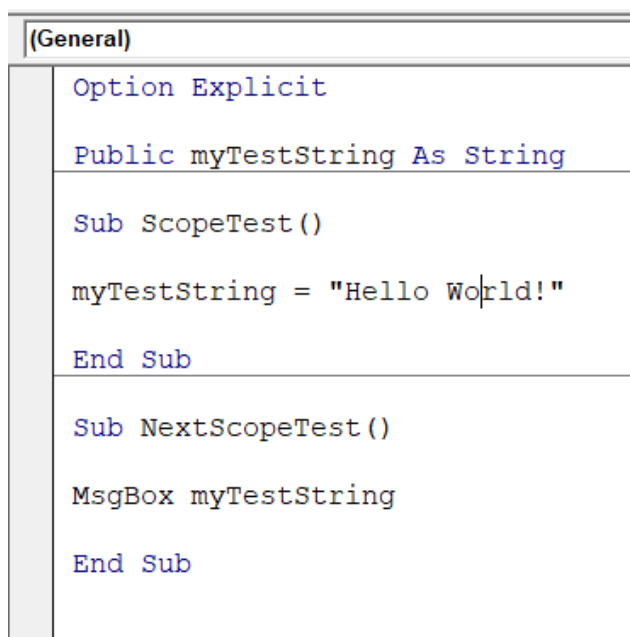 (General)
Option Explicit
Public myTestString As String
Sub ScopeTest()
myTestString = "Hello World!"
End Sub
Sub NextScopeTest()
MsgBox myTestString
End Sub